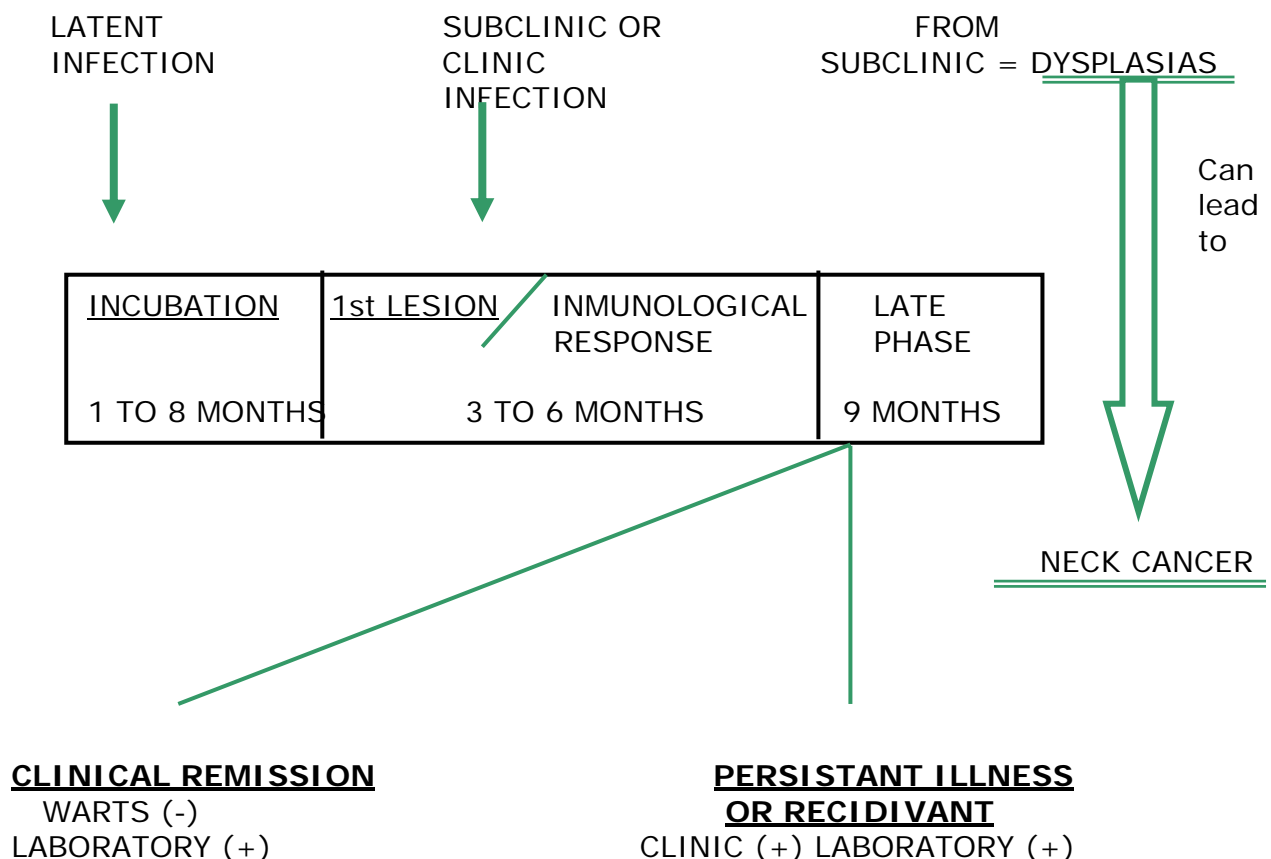 LATENT
INFECTION
SUBCLINIC OR
CLINIC
INFECTION
FROM
SUBCLINIC = DYSPLASIAS
Can
lead
to
INCUBATION
1 TO 8 MONTHS
1st LESION
INMUNOLOGICAL
RESPONSE
3 TO 6 MONTHS
LATE
PHASE
9 MONTHS
NECK CANCER
CLINICAL REMISSION
WARTS (-)
LABORATORY (+)
PERSISTANT ILLNESS
OR RECIDIVANT
CLINIC (+) LABORATORY (+)